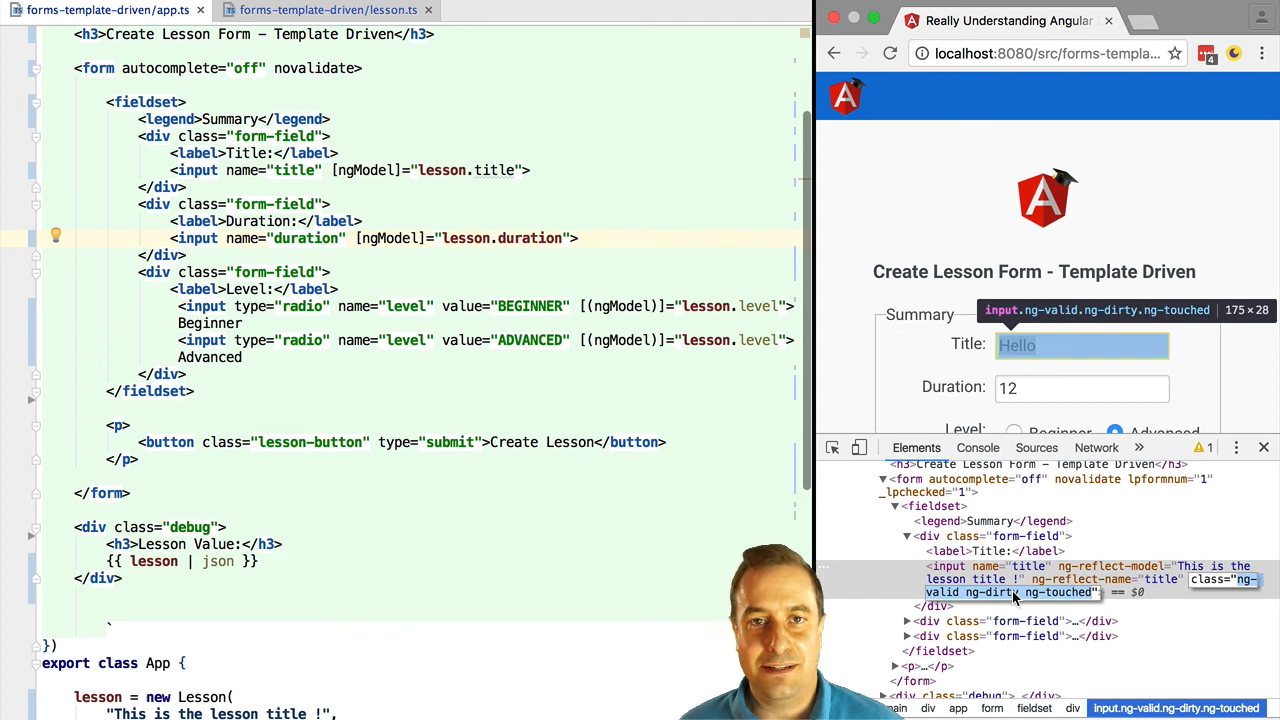 forms-template-driven/app.ts
forms-template-driven/lesson.ts
<h3>Create Lesson Form – Template Driven</h3>
<form autocomplete="off" novalidate>
<fieldset>
<legend>Summary</legend>
<div class="form-field">
<label>Title:</label>
<input name="title" [ngModel]="lesson.title">
</div>
<div class="form-field">
<label>Duration:</label>
<input name="duration" [ngModel]="lesson.duration">
</div>
<div class="form-field">
<label>Level:</label>
<input type="radio" name="level" value="BEGINNER" [(ngModel)]="lesson.level">
Beginner
<input type="radio" name="level" value="ADVANCED" [(ngModel)]="lesson.level">
Advanced
</div>
</fieldset>
<p>
<button class="lesson-button" type="submit">Create Lesson</button>
</p>
</form>
<div class="debug">
<h3>Lesson Value:</h3>
{{ lesson | json }}
</div>
`
})
export class App {
lesson = new Lesson(
"This is the lesson title !",
Really Understanding Angular
localhost:8080/src/forms-templa...
4
Create Lesson Form - Template Driven
input.ng-valid.ng-dirty.ng-touched | 175×28
Summary
Title: Hello
Duration: 12
Level: Beginner Advanced
Elements Console Sources Network » 1
<h3>Create Lesson Form – Template Driven</h3>
<form autocomplete="off" novalidate lpformnum="1"
_lpchecked="1">
<fieldset>
<legend>Summary</legend>
<div class="form-field">
<label>Title:</label>
<input name="title" ng-reflect-model="This is the
lesson title !" ng-reflect-name="title" class="ng-
valid ng-dirty ng-touched" == $0
</div>
<div class="form-field">…</div>
<div class="form-field">…</div>
</fieldset>
<p>…</p>
</form>
<div class="debug"> </div>
main div app form fieldset div input.ng-valid.ng-dirty.ng-touched